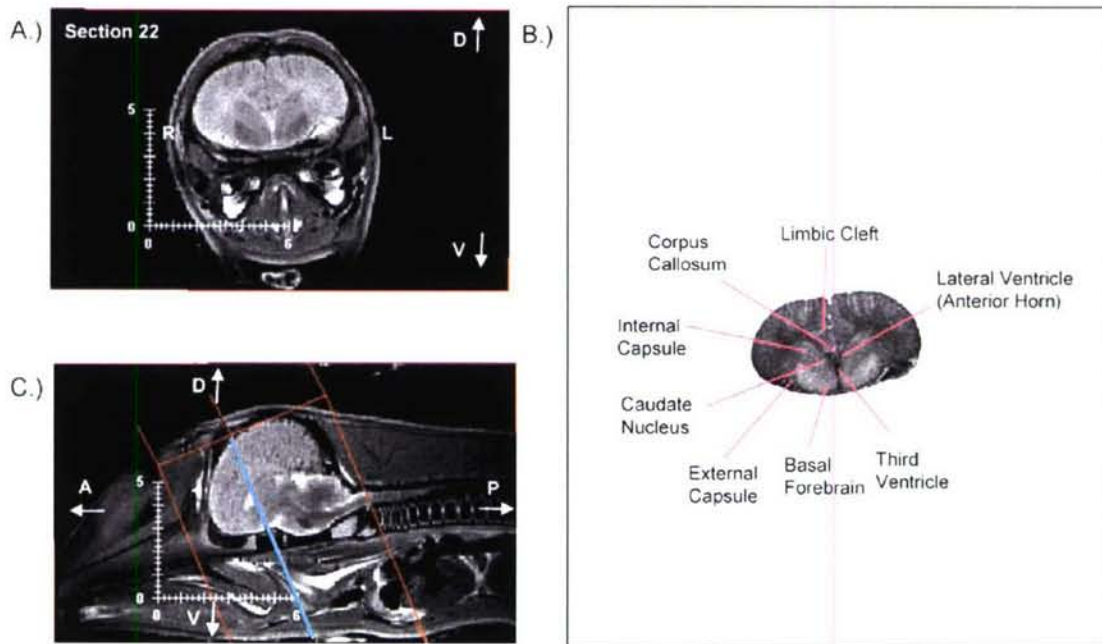 A.)
Section 22
D
5
R
L
0
0
6
V
B.)
Limbic Cleft
Corpus
Callosum
Lateral Ventricle
(Anterior Horn)
Internal
Capsule
Caudate
Nucleus
External
Capsule
Basal
Forebrain
Third
Ventricle
C.)
D
A
P
5
0
0
6
V